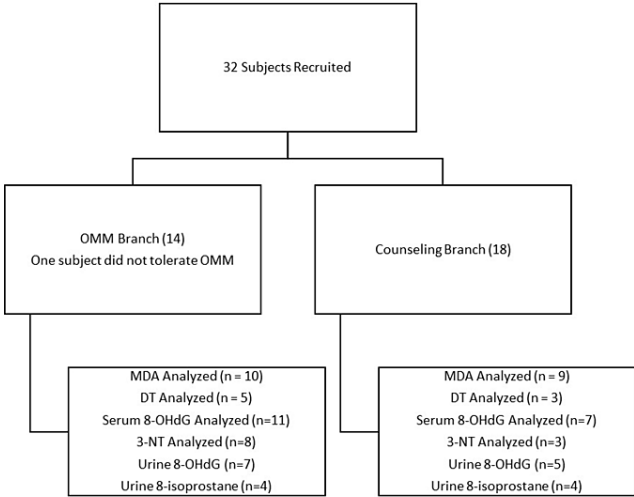 32 Subjects Recruited
OMM Branch (14)
One subject did not tolerate OMM
Counseling Branch (18)
MDA Analyzed (n = 10)
DT Analyzed (n = 5)
Serum 8-OHdG Analyzed (n=11)
3-NT Analyzed (n=8)
Urine 8-OHdG (n=7)
Urine 8-isoprostane (n=4)
MDA Analyzed (n = 9)
DT Analyzed (n = 3)
Serum 8-OHdG Analyzed (n=7)
3-NT Analyzed (n=3)
Urine 8-OHdG (n=5)
Urine 8-isoprostane (n=4)